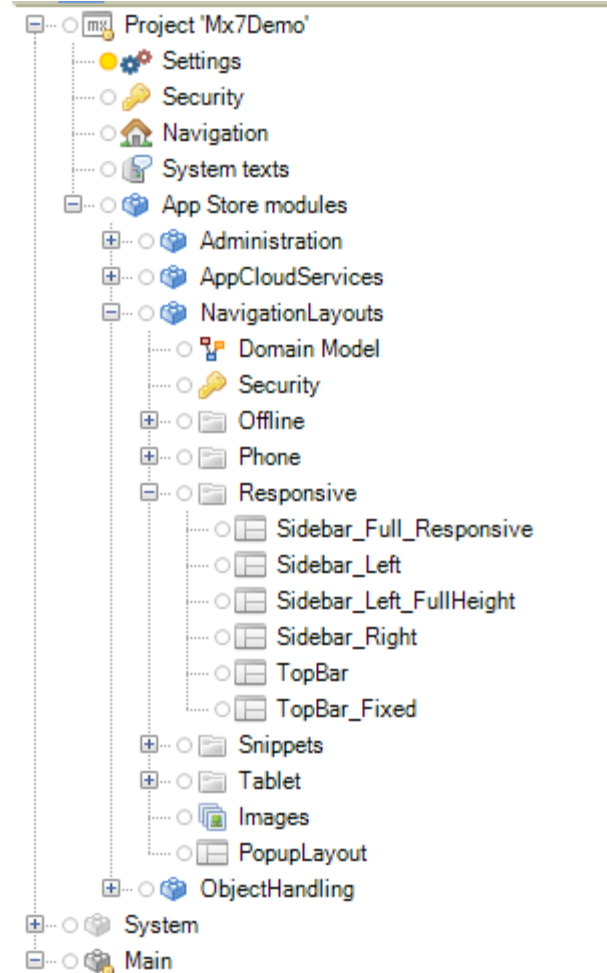 Project 'Mx7Demo'
Settings
Security
Navigation
System texts
App Store modules
Administration
AppCloudServices
NavigationLayouts
Domain Model
Security
Offline
Phone
Responsive
Sidebar_Full_Responsive
Sidebar_Left
Sidebar_Left_FullHeight
Sidebar_Right
TopBar
TopBar_Fixed
Snippets
Tablet
Images
PopupLayout
ObjectHandling
System
Main